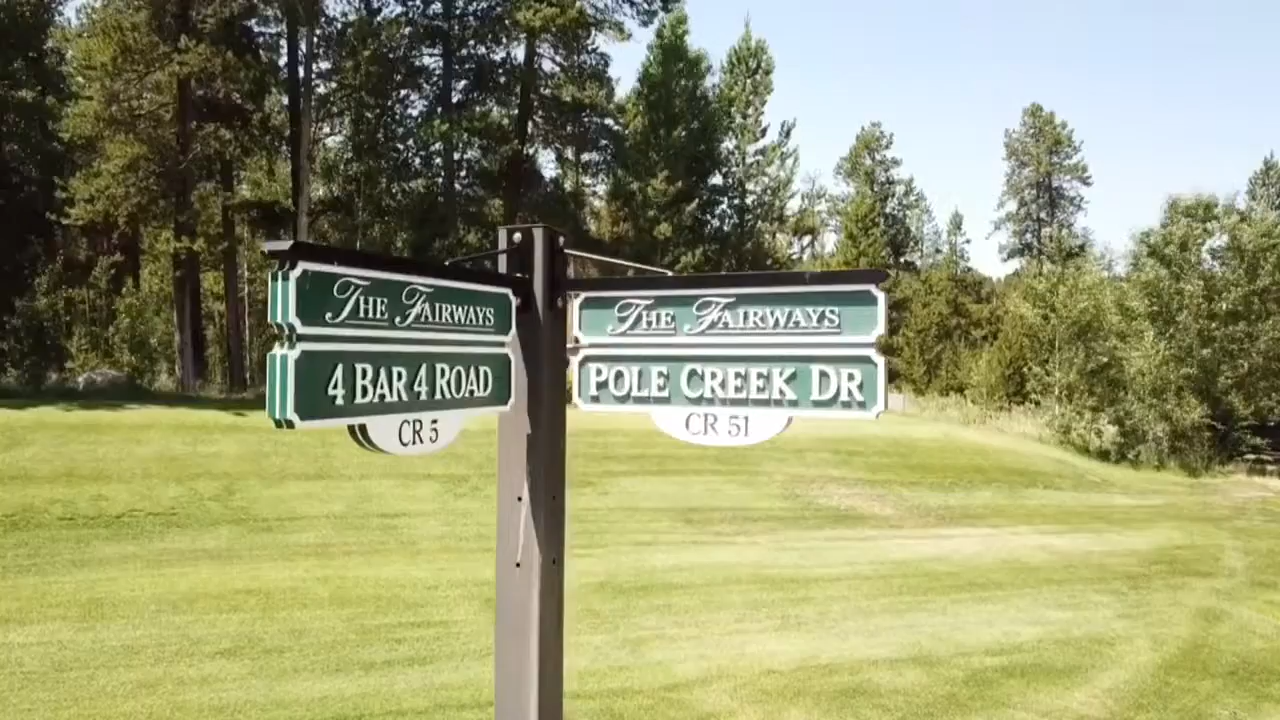 The Fairways
4 Bar 4 Road
CR 5
The Fairways
Pole Creek Dr
CR 51